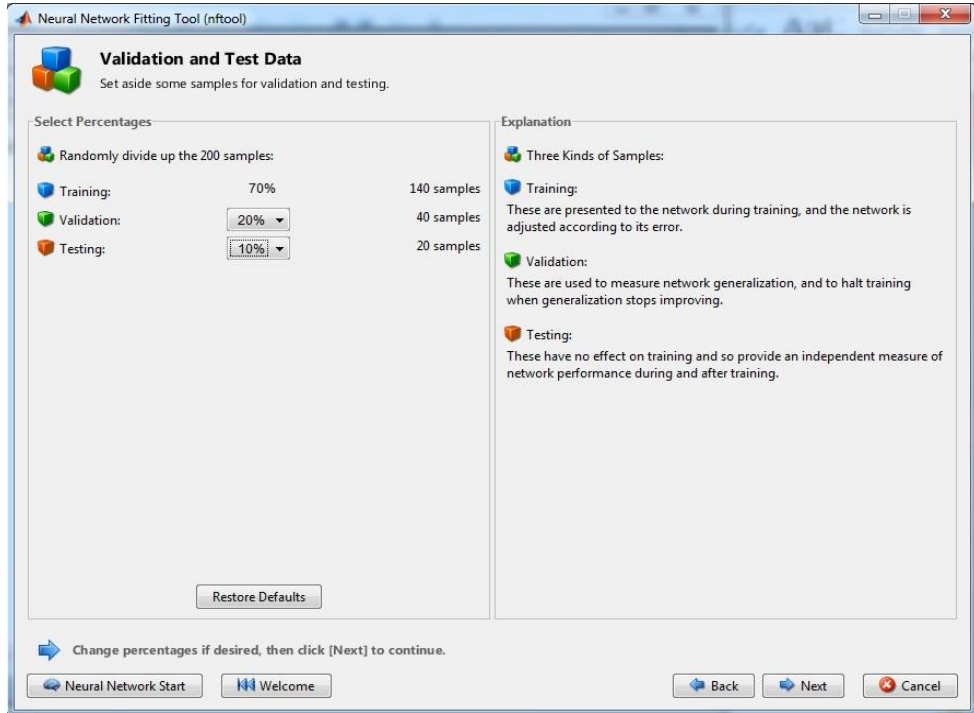 Neural Network Fitting Tool (nftool)
Validation and Test Data
Set aside some samples for validation and testing.
Select Percentages
Randomly divide up the 200 samples:
Training: 70% 140 samples
Validation: 20% 40 samples
Testing: 10% 20 samples
Restore Defaults
Explanation
Three Kinds of Samples:
Training:
These are presented to the network during training, and the network is
adjusted according to its error.
Validation:
These are used to measure network generalization, and to halt training
when generalization stops improving.
Testing:
These have no effect on training and so provide an independent measure of
network performance during and after training.
Change percentages if desired, then click [Next] to continue.
Neural Network Start Welcome Back Next Cancel